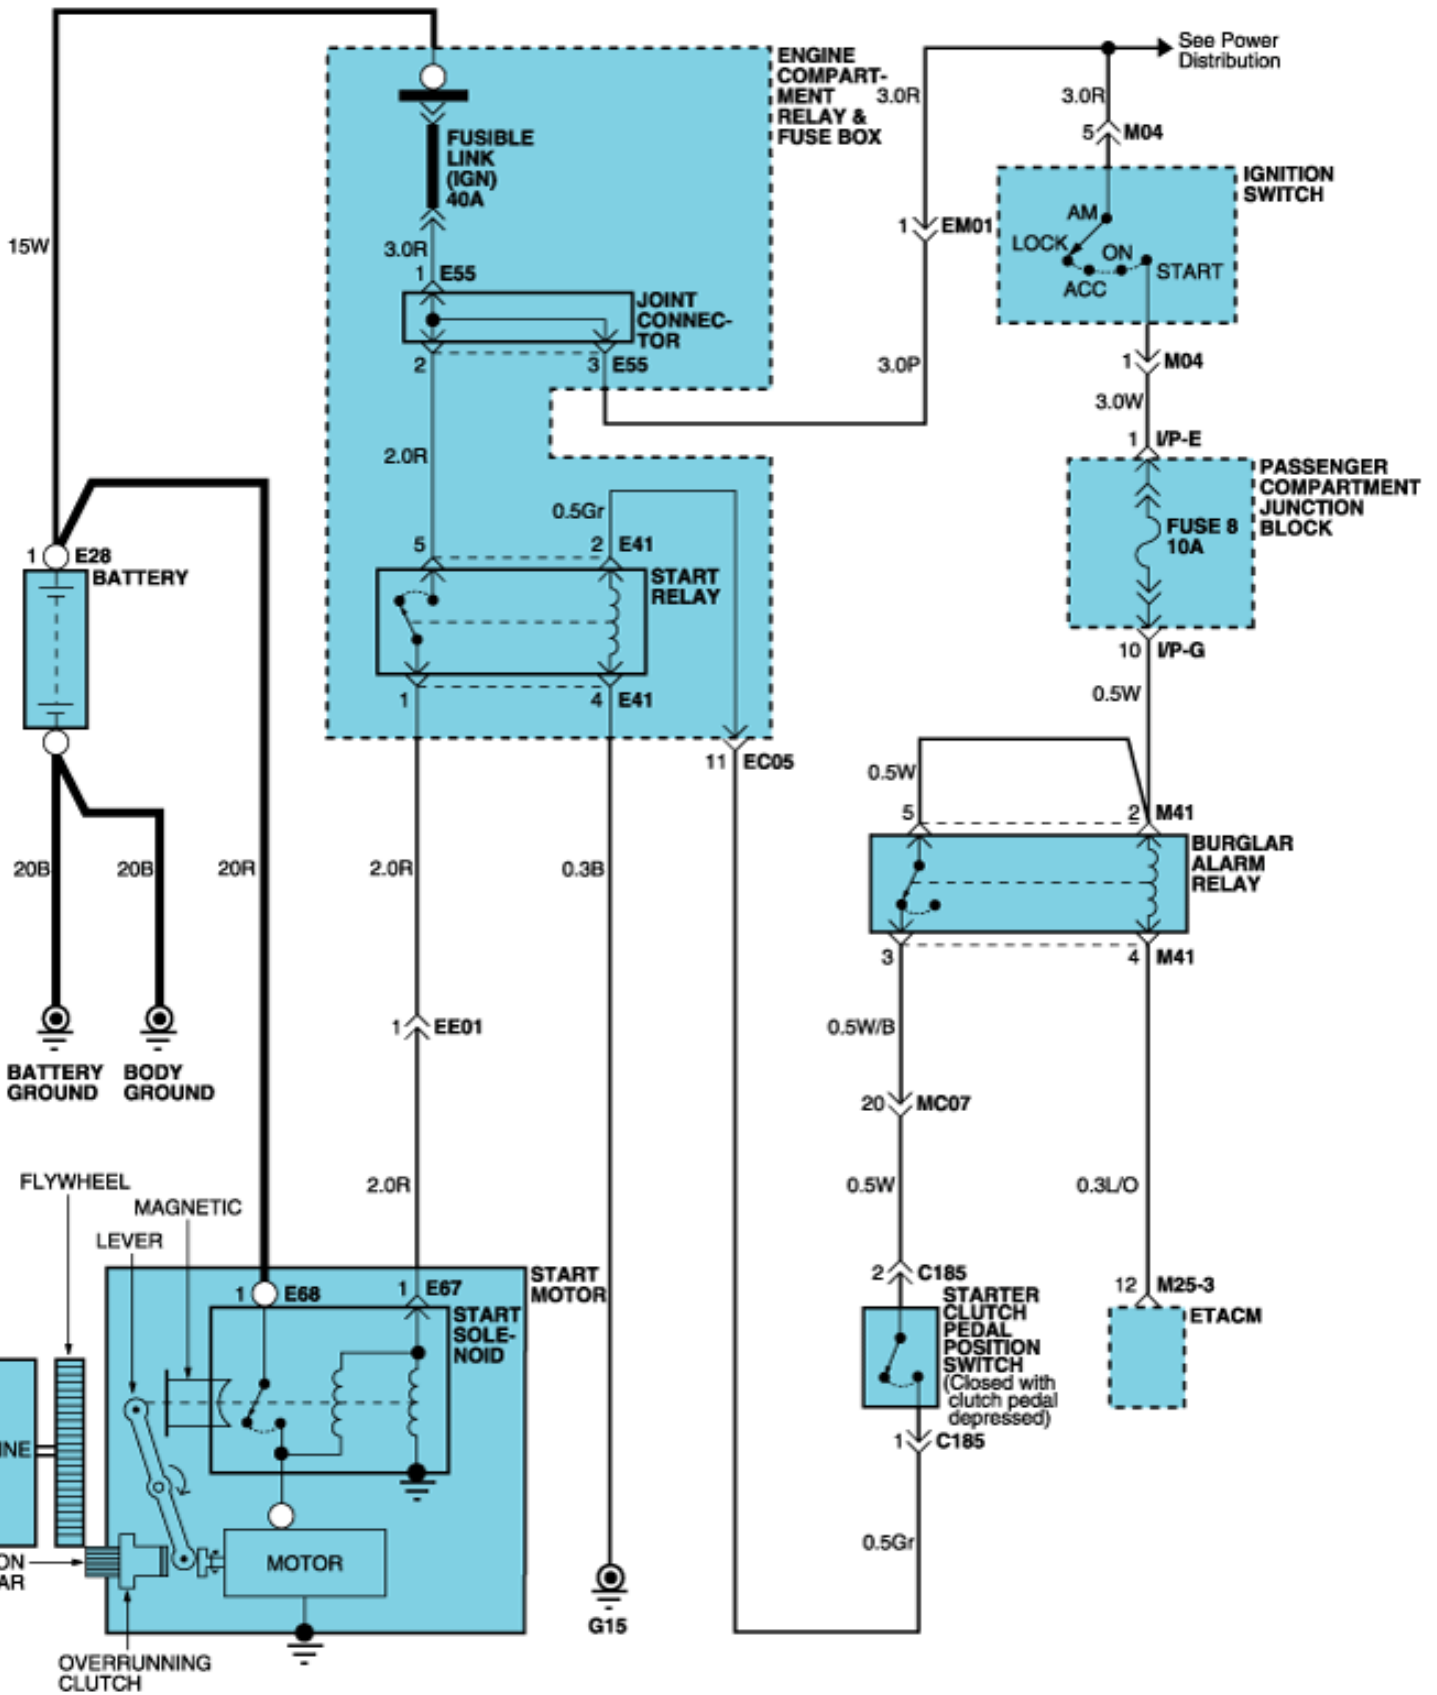 See Power
Distribution
ENGINE
COMPART-
MENT
RELAY &
FUSE BOX
3.0R
3.0R
5 M04
FUSIBLE
LINK
(IGN)
40A
IGNITION
SWITCH
AM
LOCK
ON
START
ACC
15W
1 EM01
3.0R
1 E55
JOINT
CONNEC-
TOR
2
3 E55
3.0P
1 M04
3.0W
1 I/P-E
2.0R
0.5Gr
PASSENGER
COMPARTMENT
JUNCTION
BLOCK
FUSE 8
10A
1 E28
BATTERY
5
2 E41
START
RELAY
1
4 E41
10 I/P-G
0.5W
11 EC05
0.5W
5
2 M41
BURGLAR
ALARM
RELAY
20B
20B
20R
2.0R
0.3B
3
4 M41
1 EE01
0.5W/B
BATTERY
GROUND
BODY
GROUND
20 MC07
FLYWHEEL
MAGNETIC
LEVER
2.0R
0.5W
0.3L/O
1 E68
1 E67
START
MOTOR
START
SOLE-
NOID
2 C185
STARTER
CLUTCH
PEDAL
POSITION
SWITCH
(Closed with
clutch pedal
depressed)
12 M25-3
ETACM
1 C185
INE
0.5Gr
ON
AR
MOTOR
G15
OVERRUNNING
CLUTCH